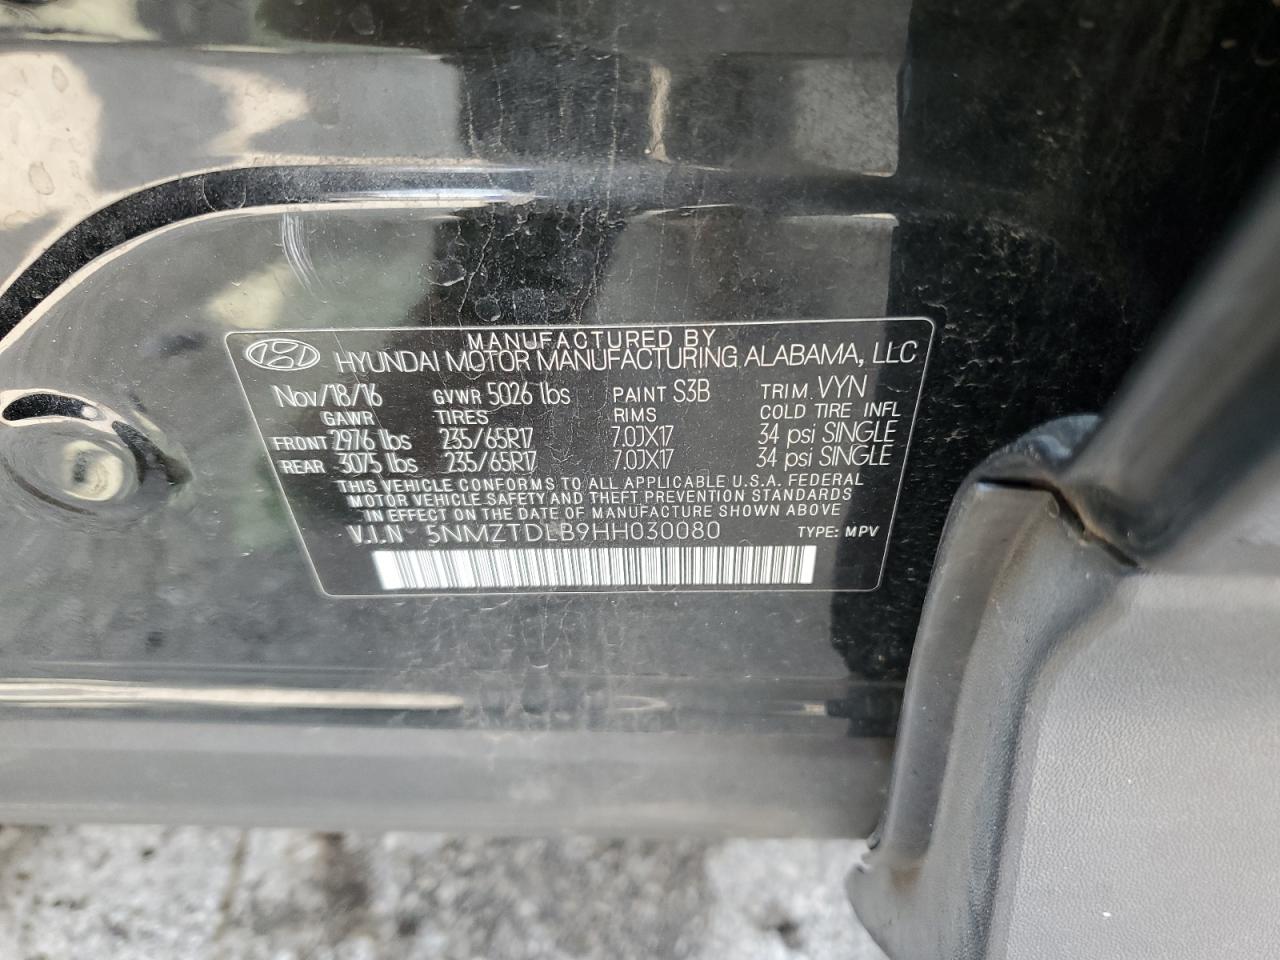 MANUFACTURED BY
HYUNDAI MOTOR MANUFACTURING ALABAMA, LLC
Nov/18/16 GVWR 5026 lbs PAINT S3B TRIM VYN
GAWR TIRES RIMS COLD TIRE INFL
FRONT 2976 lbs 235/65R17 7.0JX17 34 psi SINGLE
REAR 3075 lbs 235/65R17 7.0JX17 34 psi SINGLE
THIS VEHICLE CONFORMS TO ALL APPLICABLE U.S.A. FEDERAL
MOTOR VEHICLE SAFETY AND THEFT PREVENTION STANDARDS
IN EFFECT ON THE DATE OF MANUFACTURE SHOWN ABOVE
V.I.N 5NMZTDLB9HH030080 TYPE: MPV